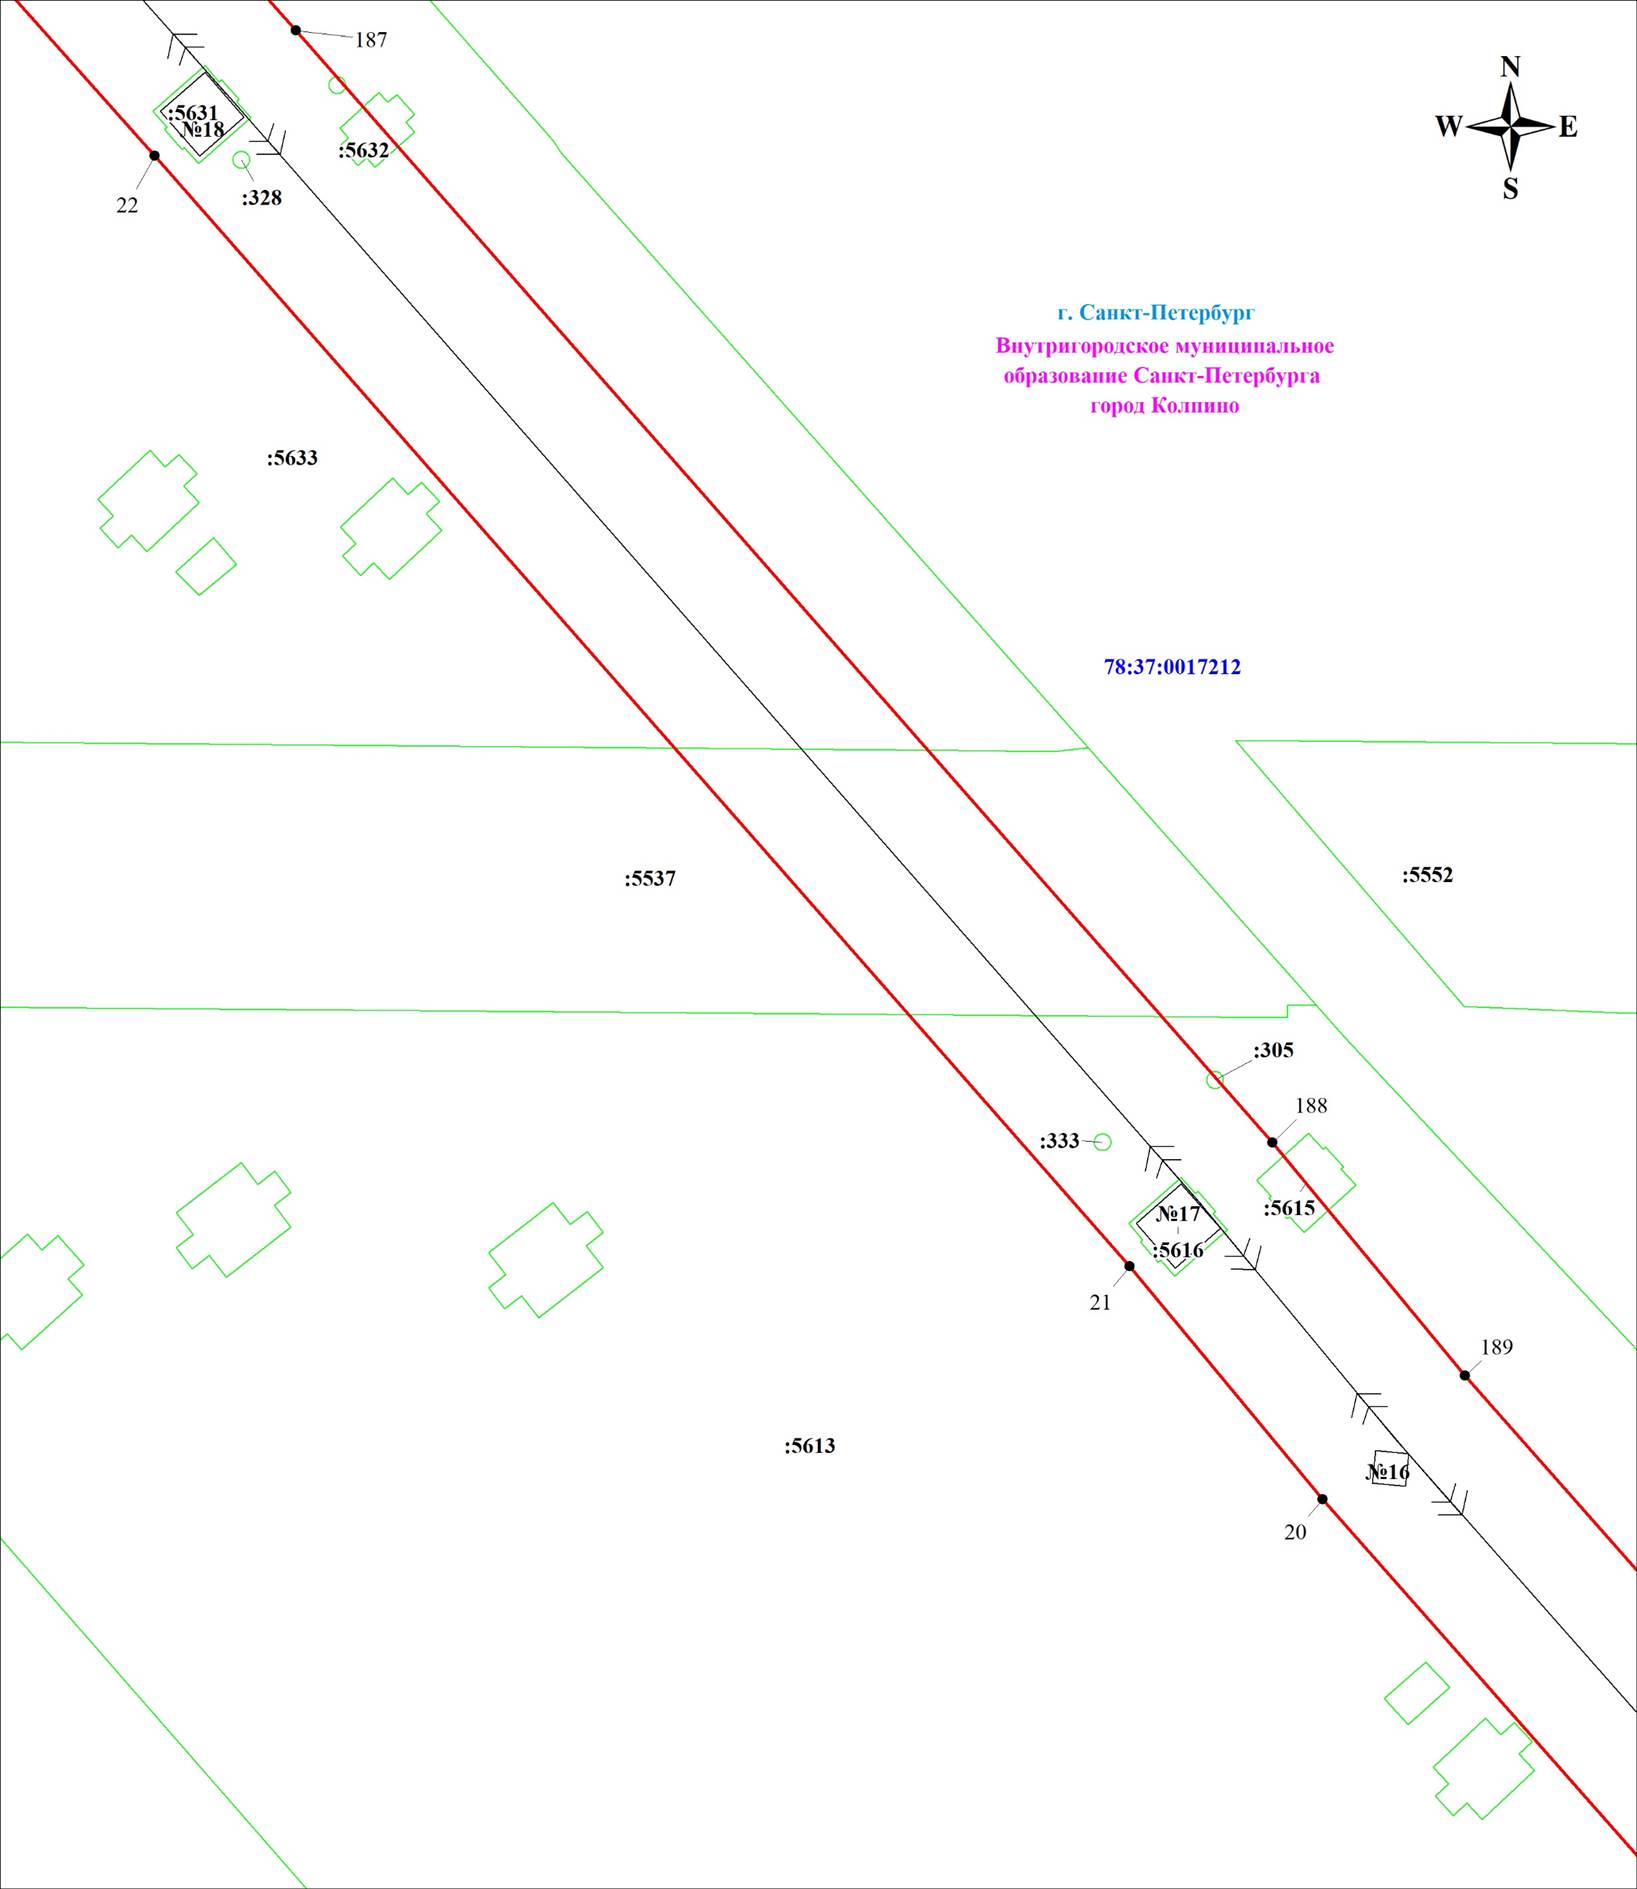 187
N
W
E
S
:5631
№18
:5632
:328
22
г. Санкт-Петербург
Внутригородское муниципальное
образование Санкт-Петербурга
город Колпино
:5633
78:37:0017212
:5537
:5552
:305
188
:333
:5615
№17
:5616
21
189
:5613
№16
20